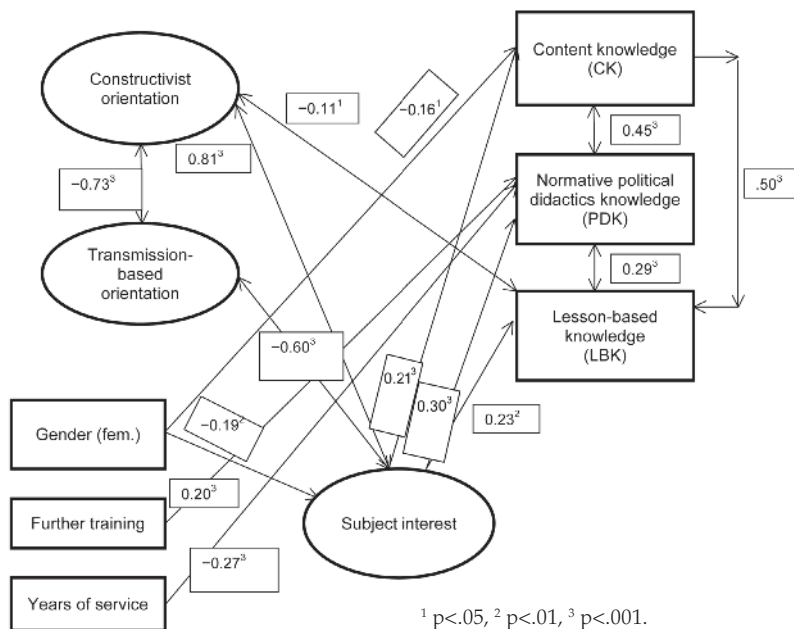 Content knowledge
(CK)
Constructivist
orientation
−0.11¹
−0.16¹
0.45³
0.81³
−0.73³
Normative political
didactics knowledge
(PDK)
.50³
Transmission-
based
orientation
0.29³
Lesson-based
knowledge
(LBK)
−0.60³
0.21³
0.30³
0.23²
Gender (fem.)
−0.19²
0.20³
Further training
Subject interest
−0.27³
Years of service
¹ p<.05, ² p<.01, ³ p<.001.